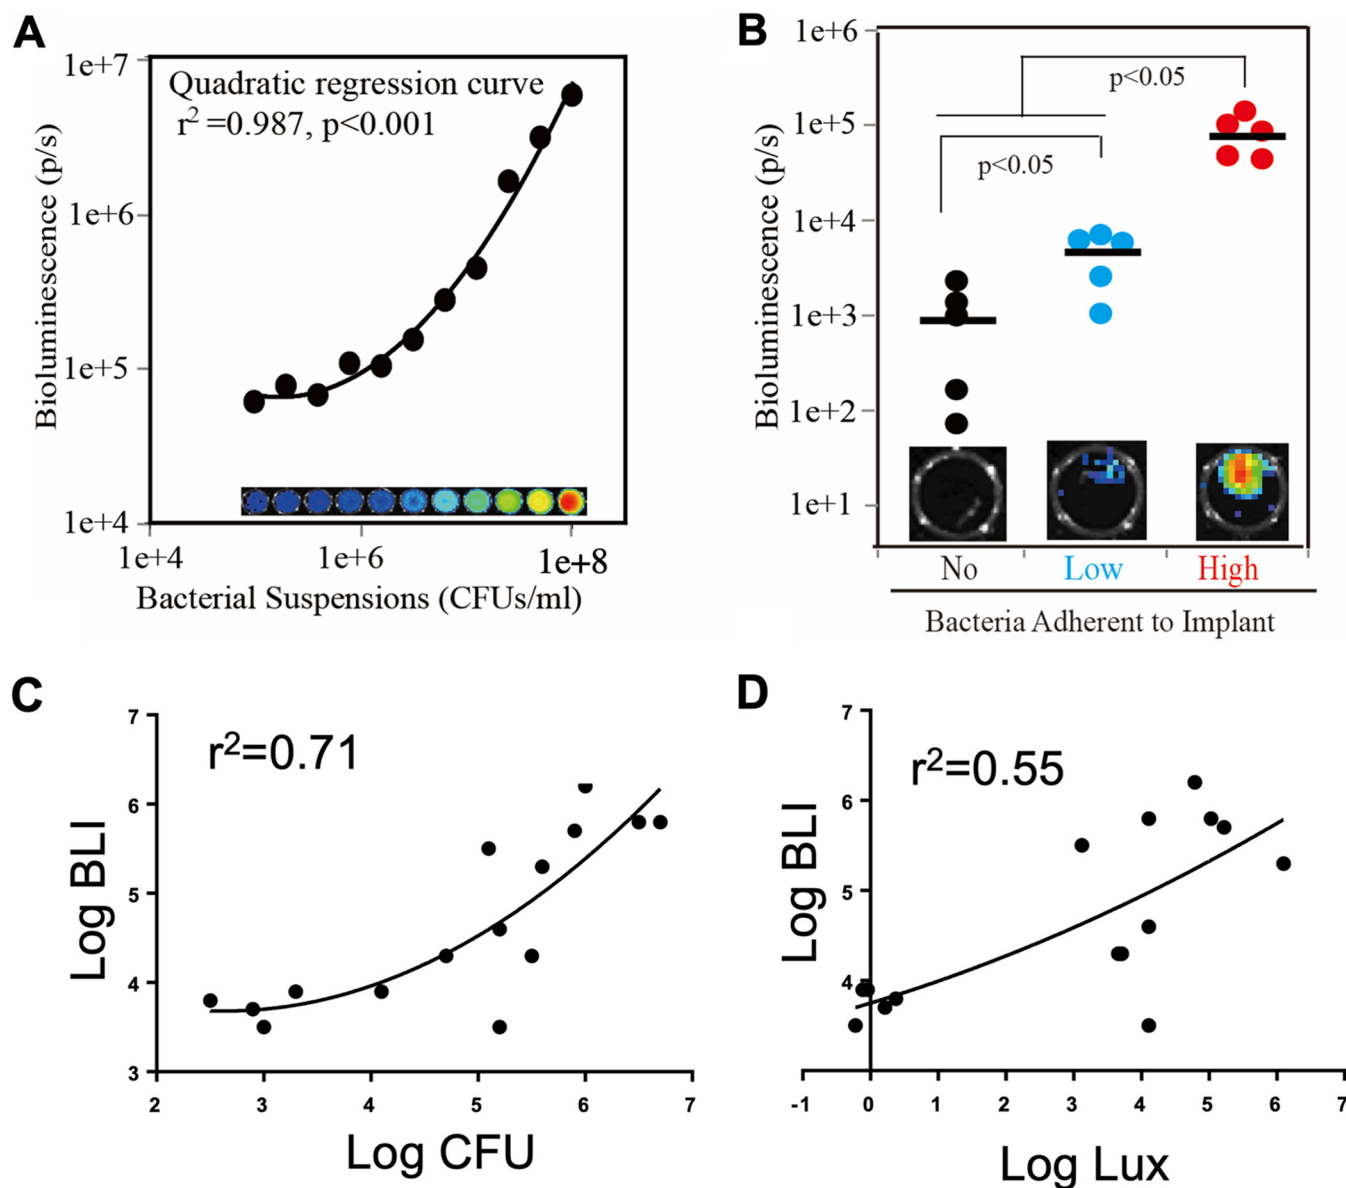 A
Quadratic regression curve
r2 =0.987, p<0.001
Bioluminescence (p/s)
1e+7
1e+6
1e+5
1e+4
1e+4
1e+6
1e+8
Bacterial Suspensions (CFUs/ml)
B
Bioluminescence (p/s)
1e+6
1e+5
1e+4
1e+3
1e+2
1e+1
p<0.05
p<0.05
No
Low
High
Bacteria Adherent to Implant
C
r2=0.71
Log BLI
7
6
5
4
3
2
3
4
5
6
7
Log CFU
D
r2=0.55
Log BLI
7
6
5
4
-1
0
1
2
3
4
5
6
7
Log Lux